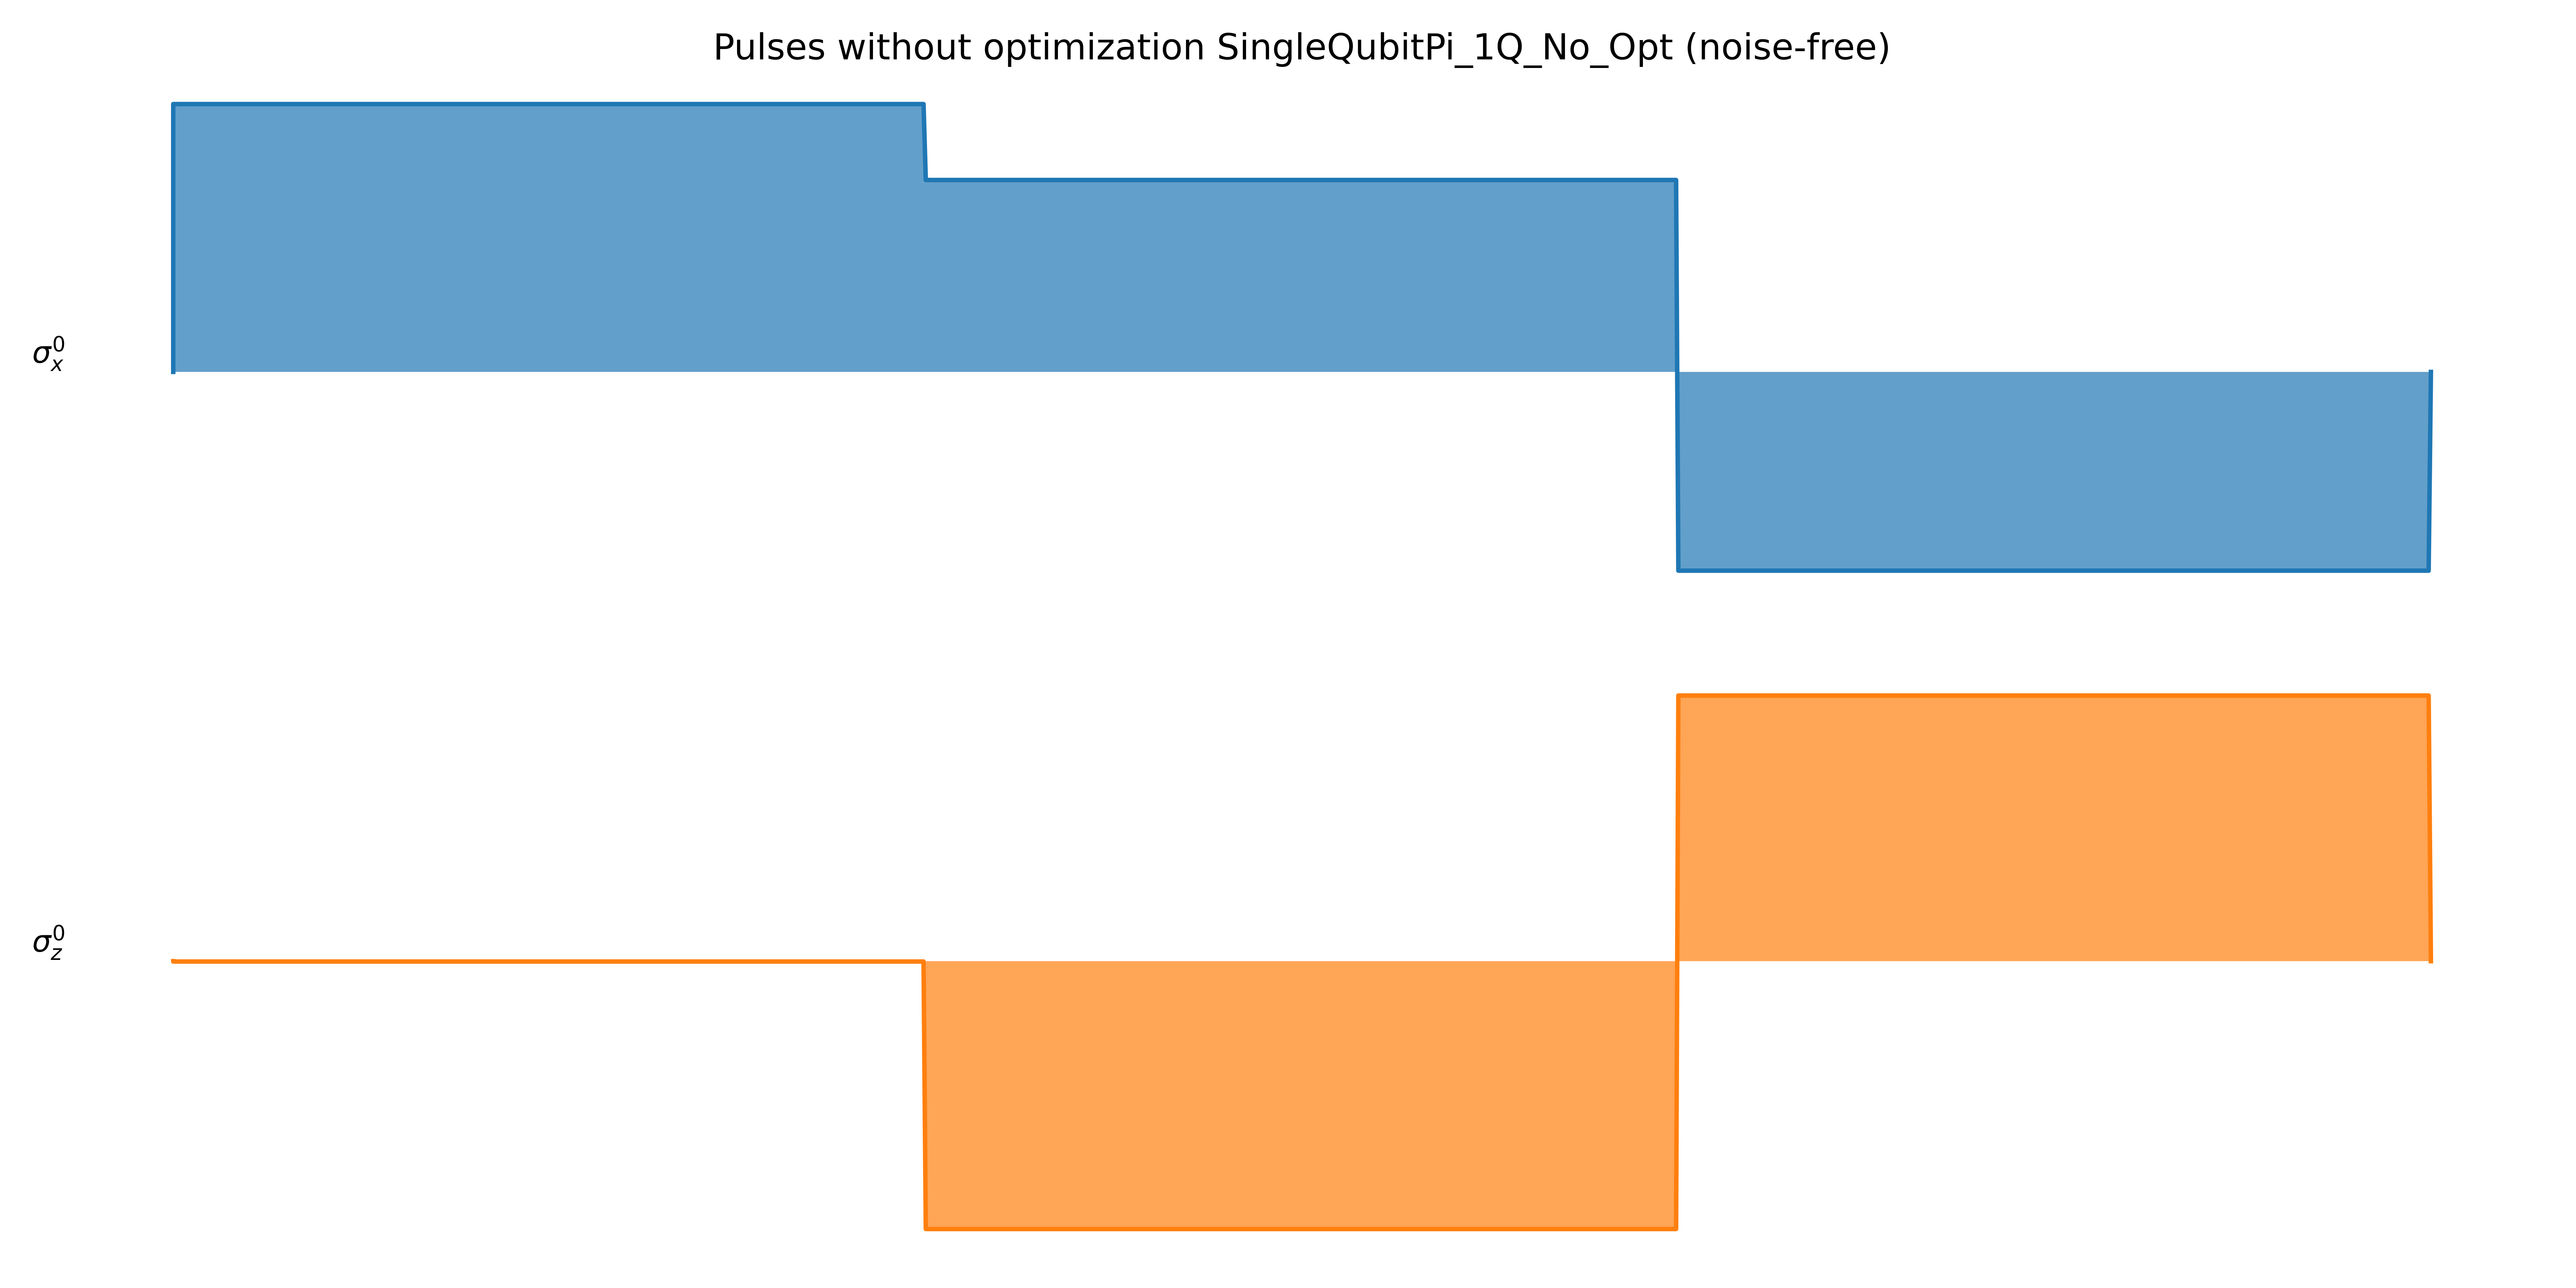 Pulses without optimization SingleQubitPi_1Q_No_Opt (noise-free)
σ_x^0
σ_z^0